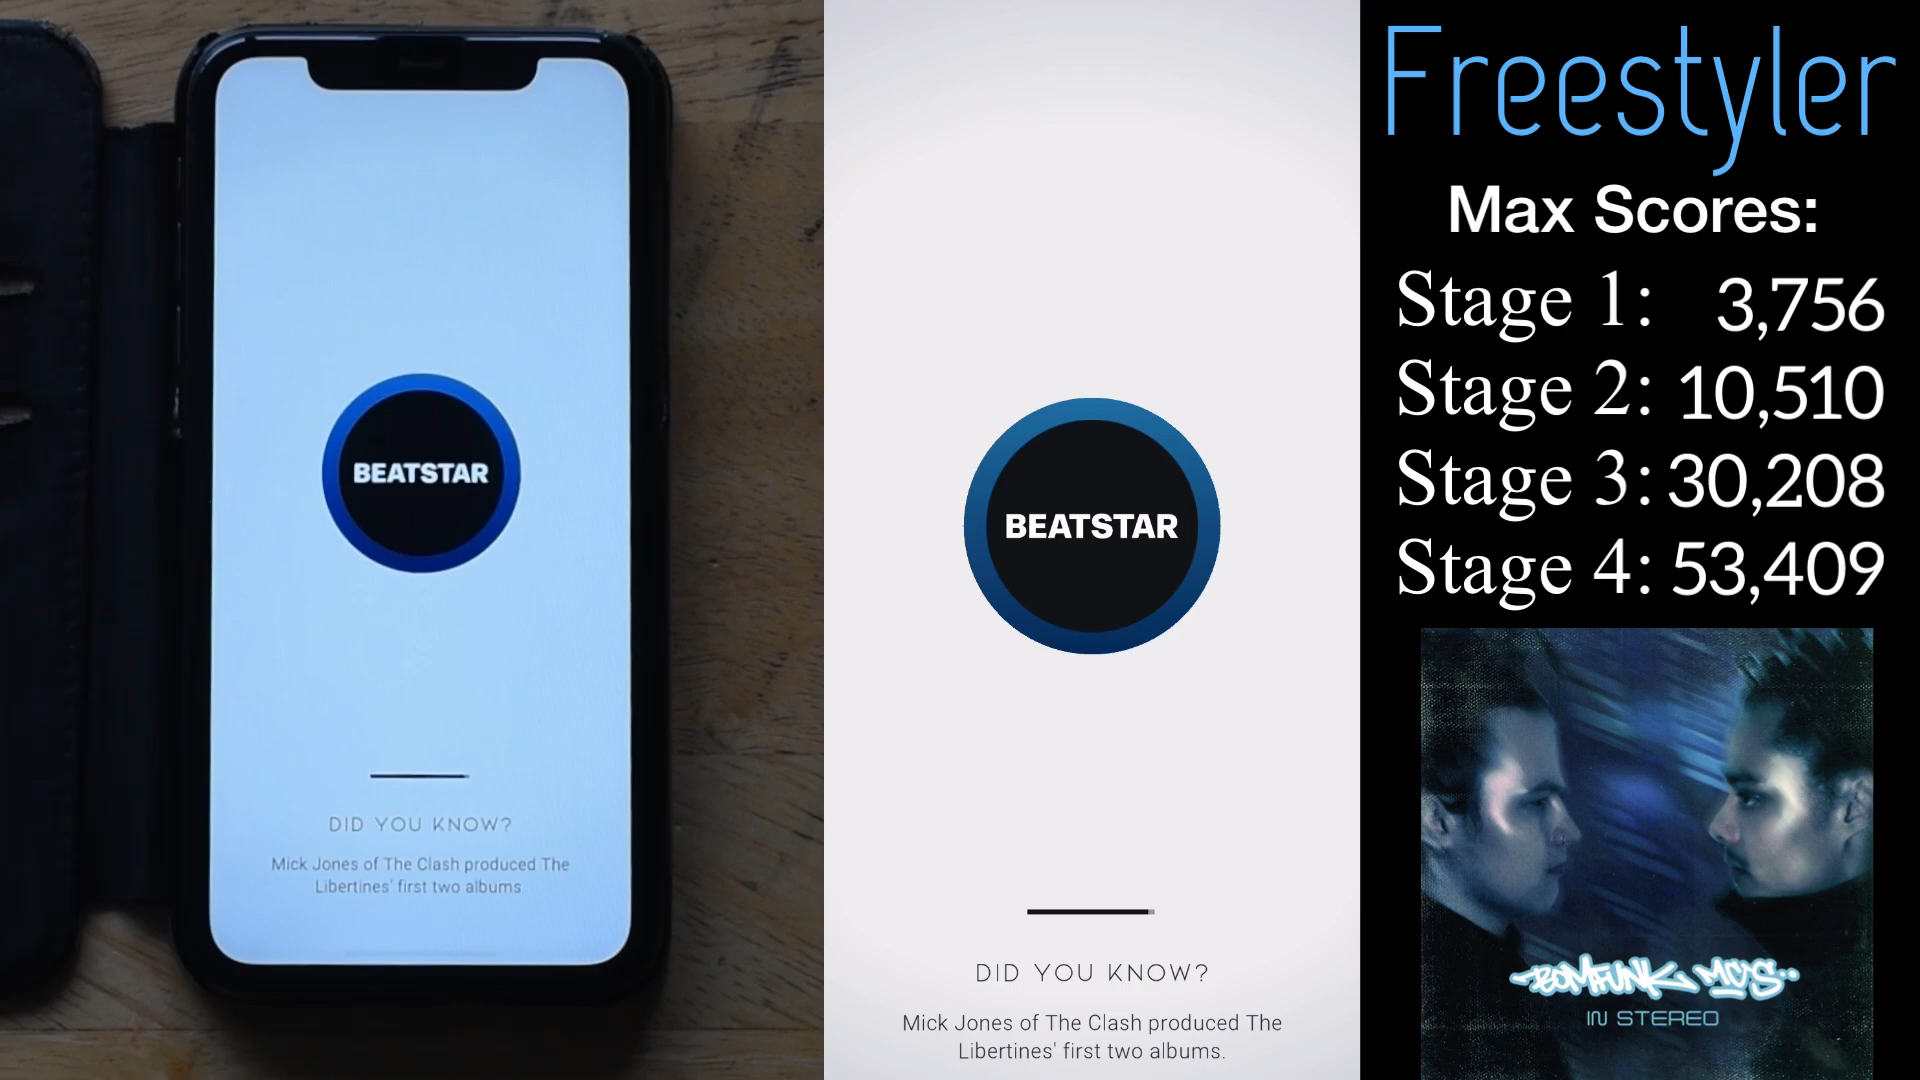 BEATSTAR
DID YOU KNOW?
Mick Jones of The Clash produced The
Libertines' first two albums
BEATSTAR
DID YOU KNOW?
Mick Jones of The Clash produced The
Libertines' first two albums.
Freestyler
Max Scores:
Stage 1: 3,756
Stage 2: 10,510
Stage 3: 30,208
Stage 4: 53,409
BOMFUNK MC'S
IN STEREO